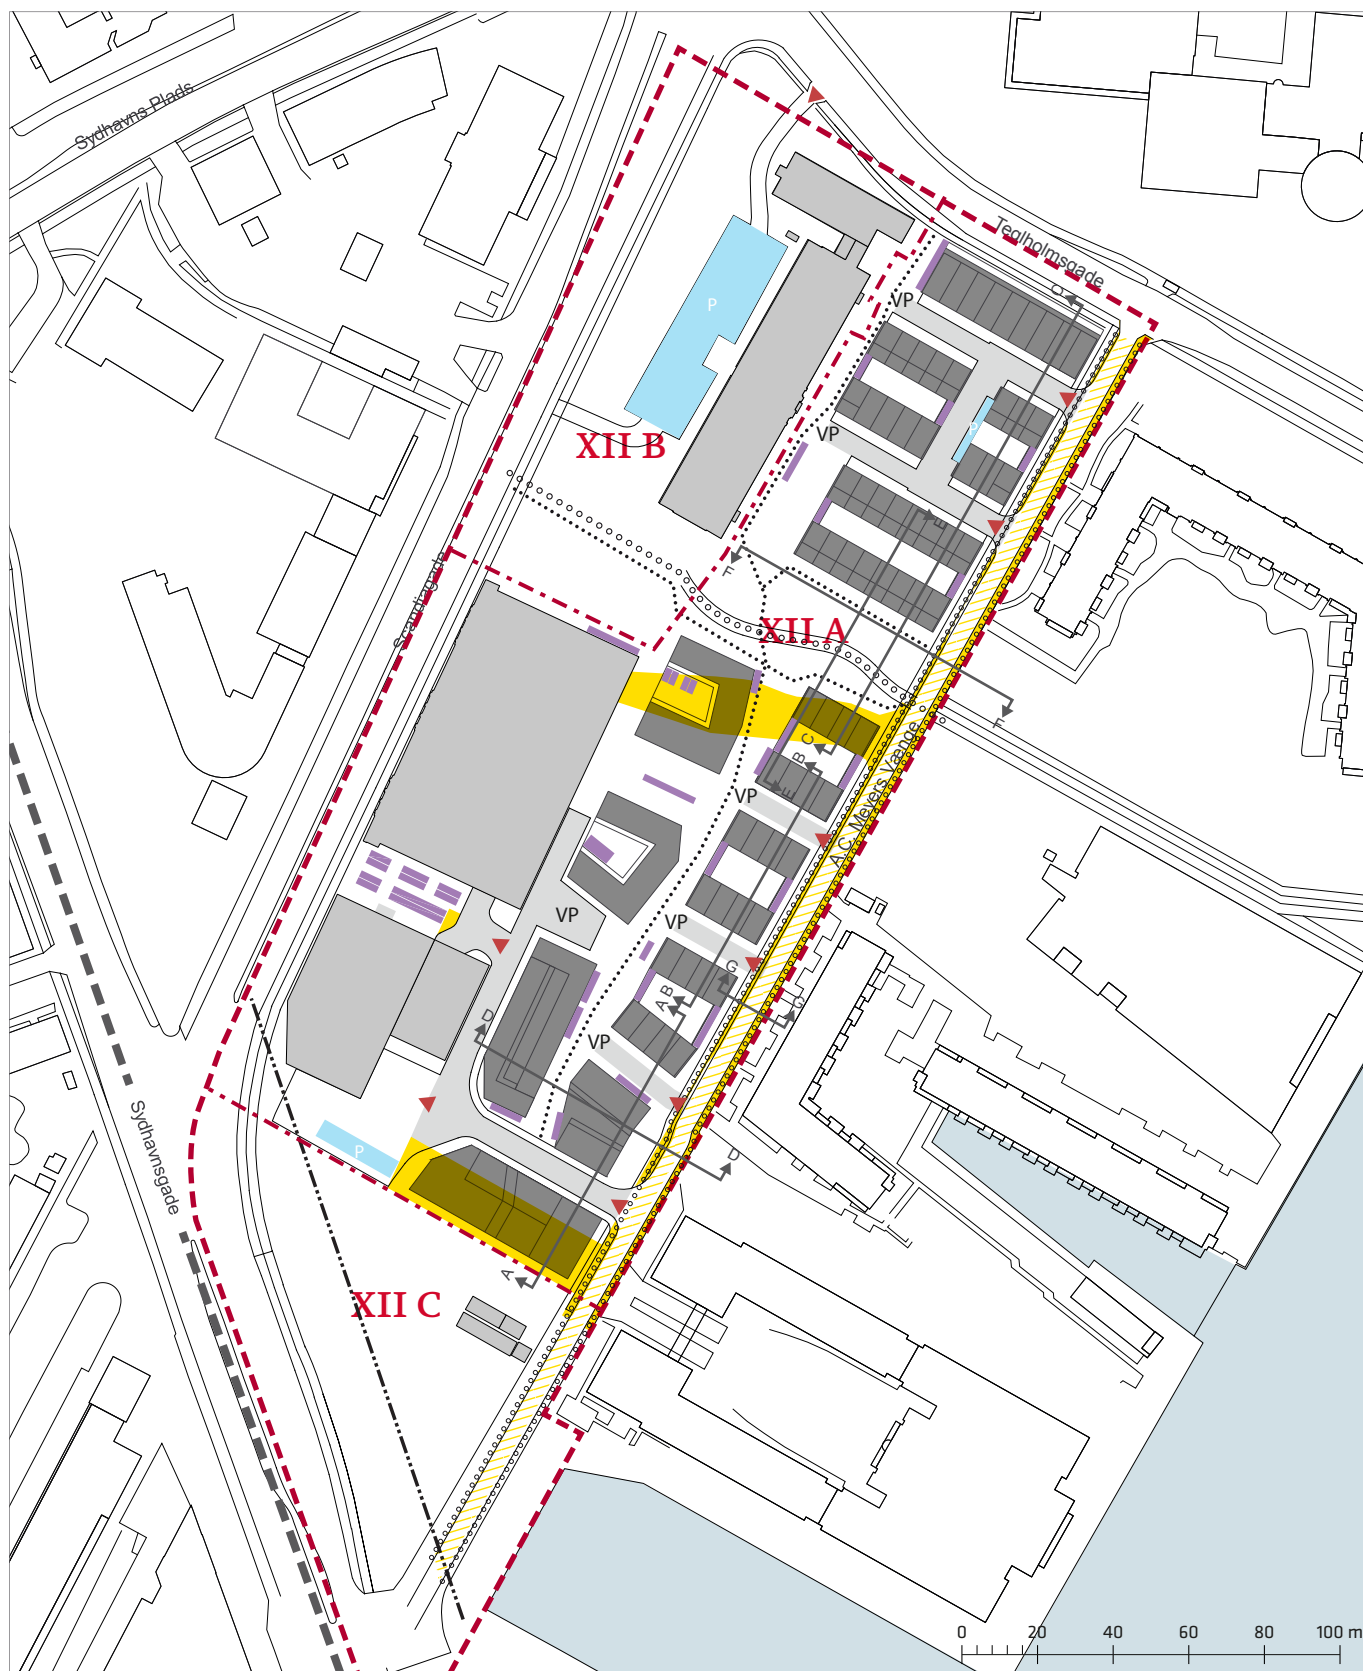 Sydhavns Plads
Teglholmsgade
C
P
VP
P
XII B
VP
E
F
Scandiagade
XII A
F
C
B
E
VP
A.C. Meyers Vænge
VP
VP
G
B
A
G
D
VP
Sydhavnsgade
P
D
A
XII C
0 20 40 60 80 100 m